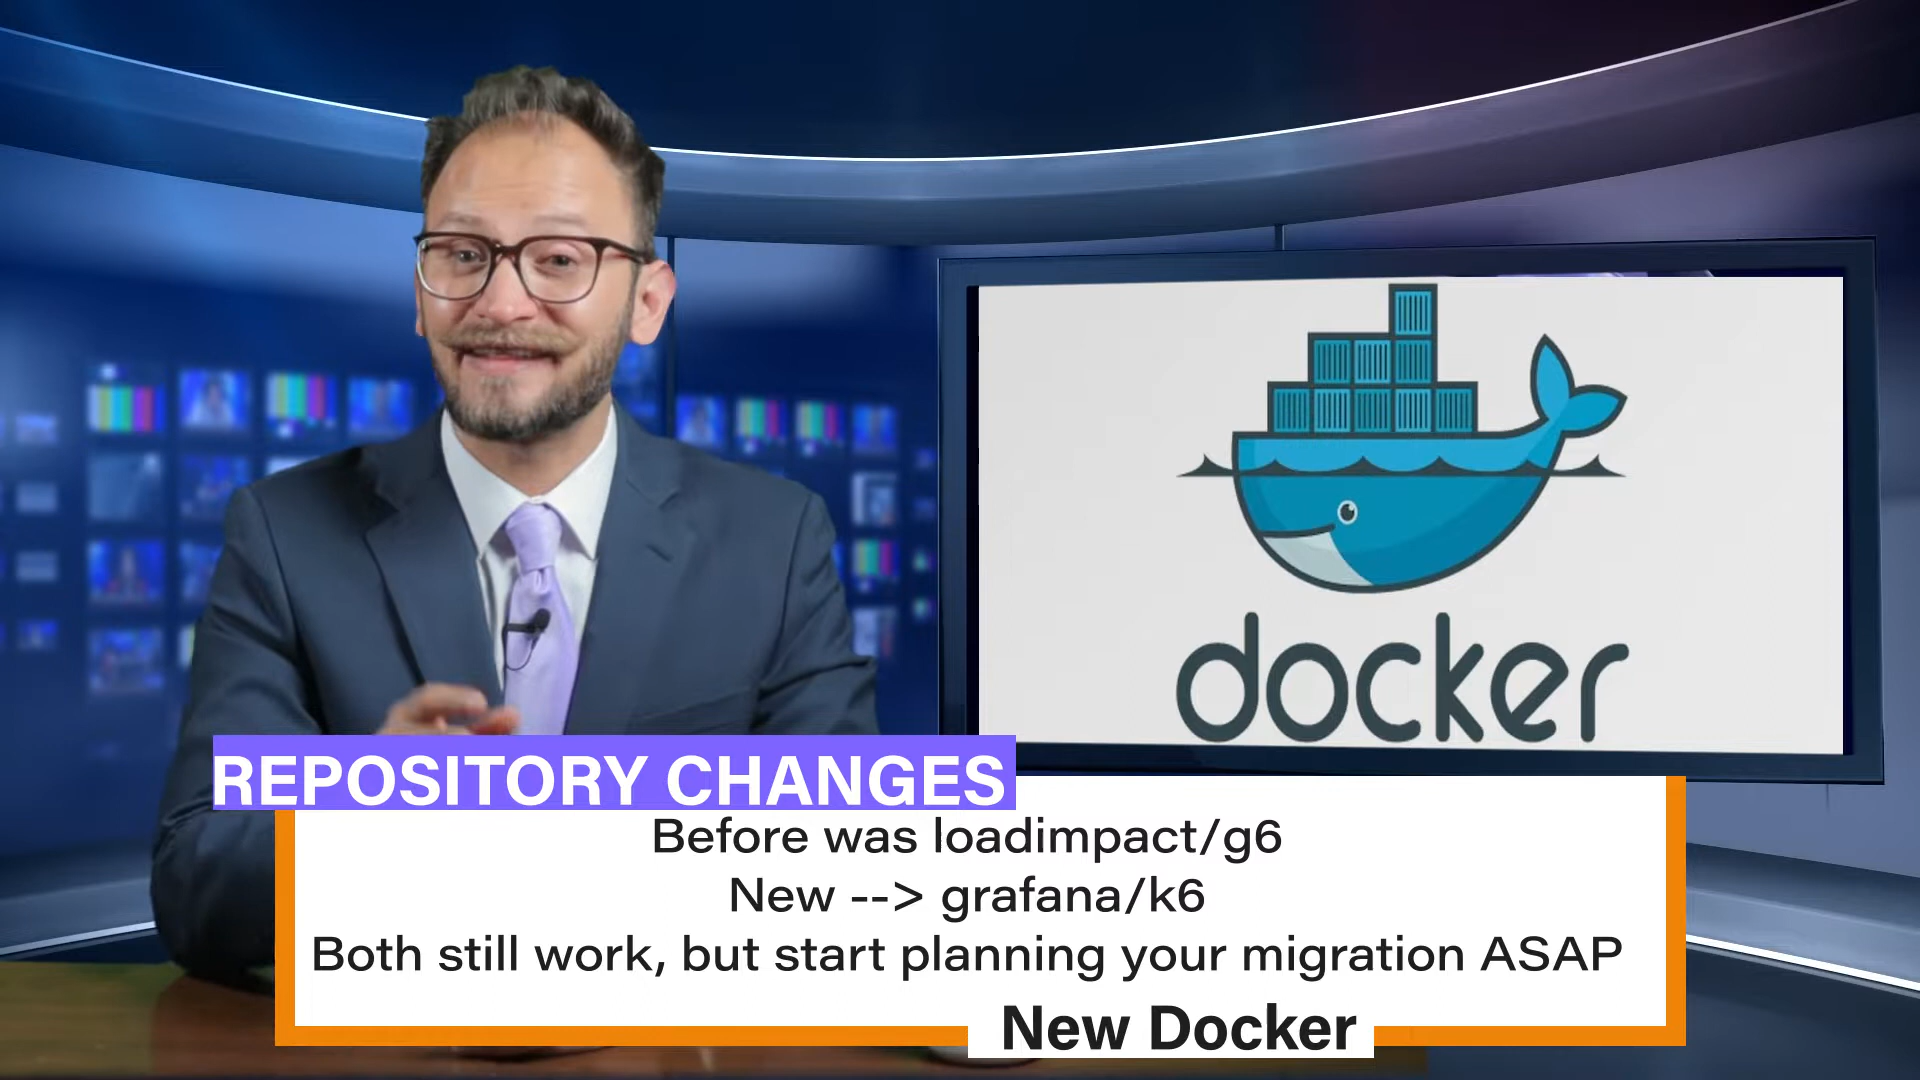 docker
REPOSITORY CHANGES
Before was loadimpact/g6
New --> grafana/k6
Both still work, but start planning your migration ASAP
New Docker